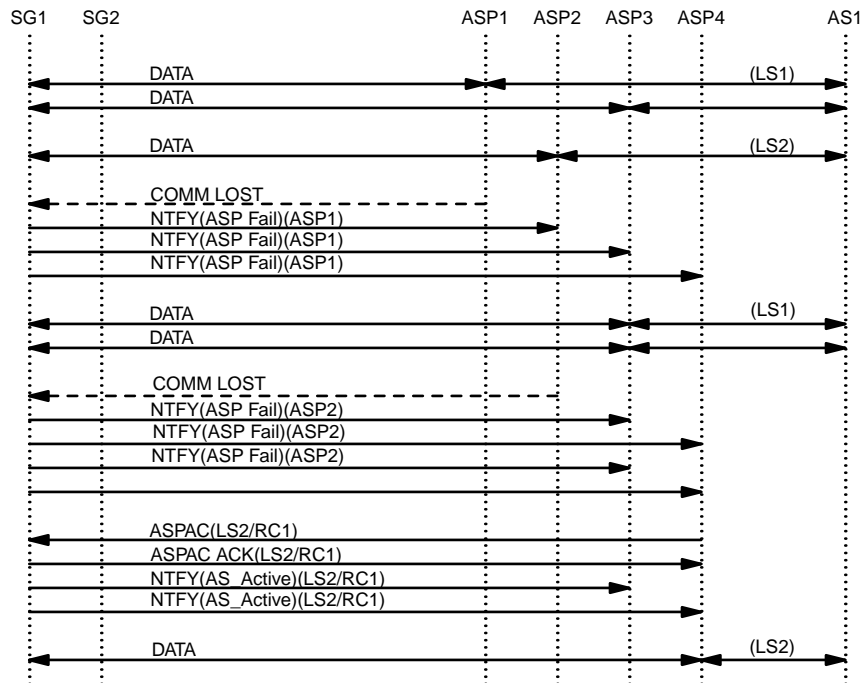 SG1 SG2 ASP1 ASP2 ASP3 ASP4 AS1
DATA (LS1)
DATA
DATA (LS2)
COMM LOST
NTFY(ASP Fail)(ASP1)
NTFY(ASP Fail)(ASP1)
NTFY(ASP Fail)(ASP1)
DATA (LS1)
DATA
COMM LOST
NTFY(ASP Fail)(ASP2)
NTFY(ASP Fail)(ASP2)
NTFY(ASP Fail)(ASP2)
ASPAC(LS2/RC1)
ASPAC ACK(LS2/RC1)
NTFY(AS_Active)(LS2/RC1)
NTFY(AS_Active)(LS2/RC1)
DATA (LS2)